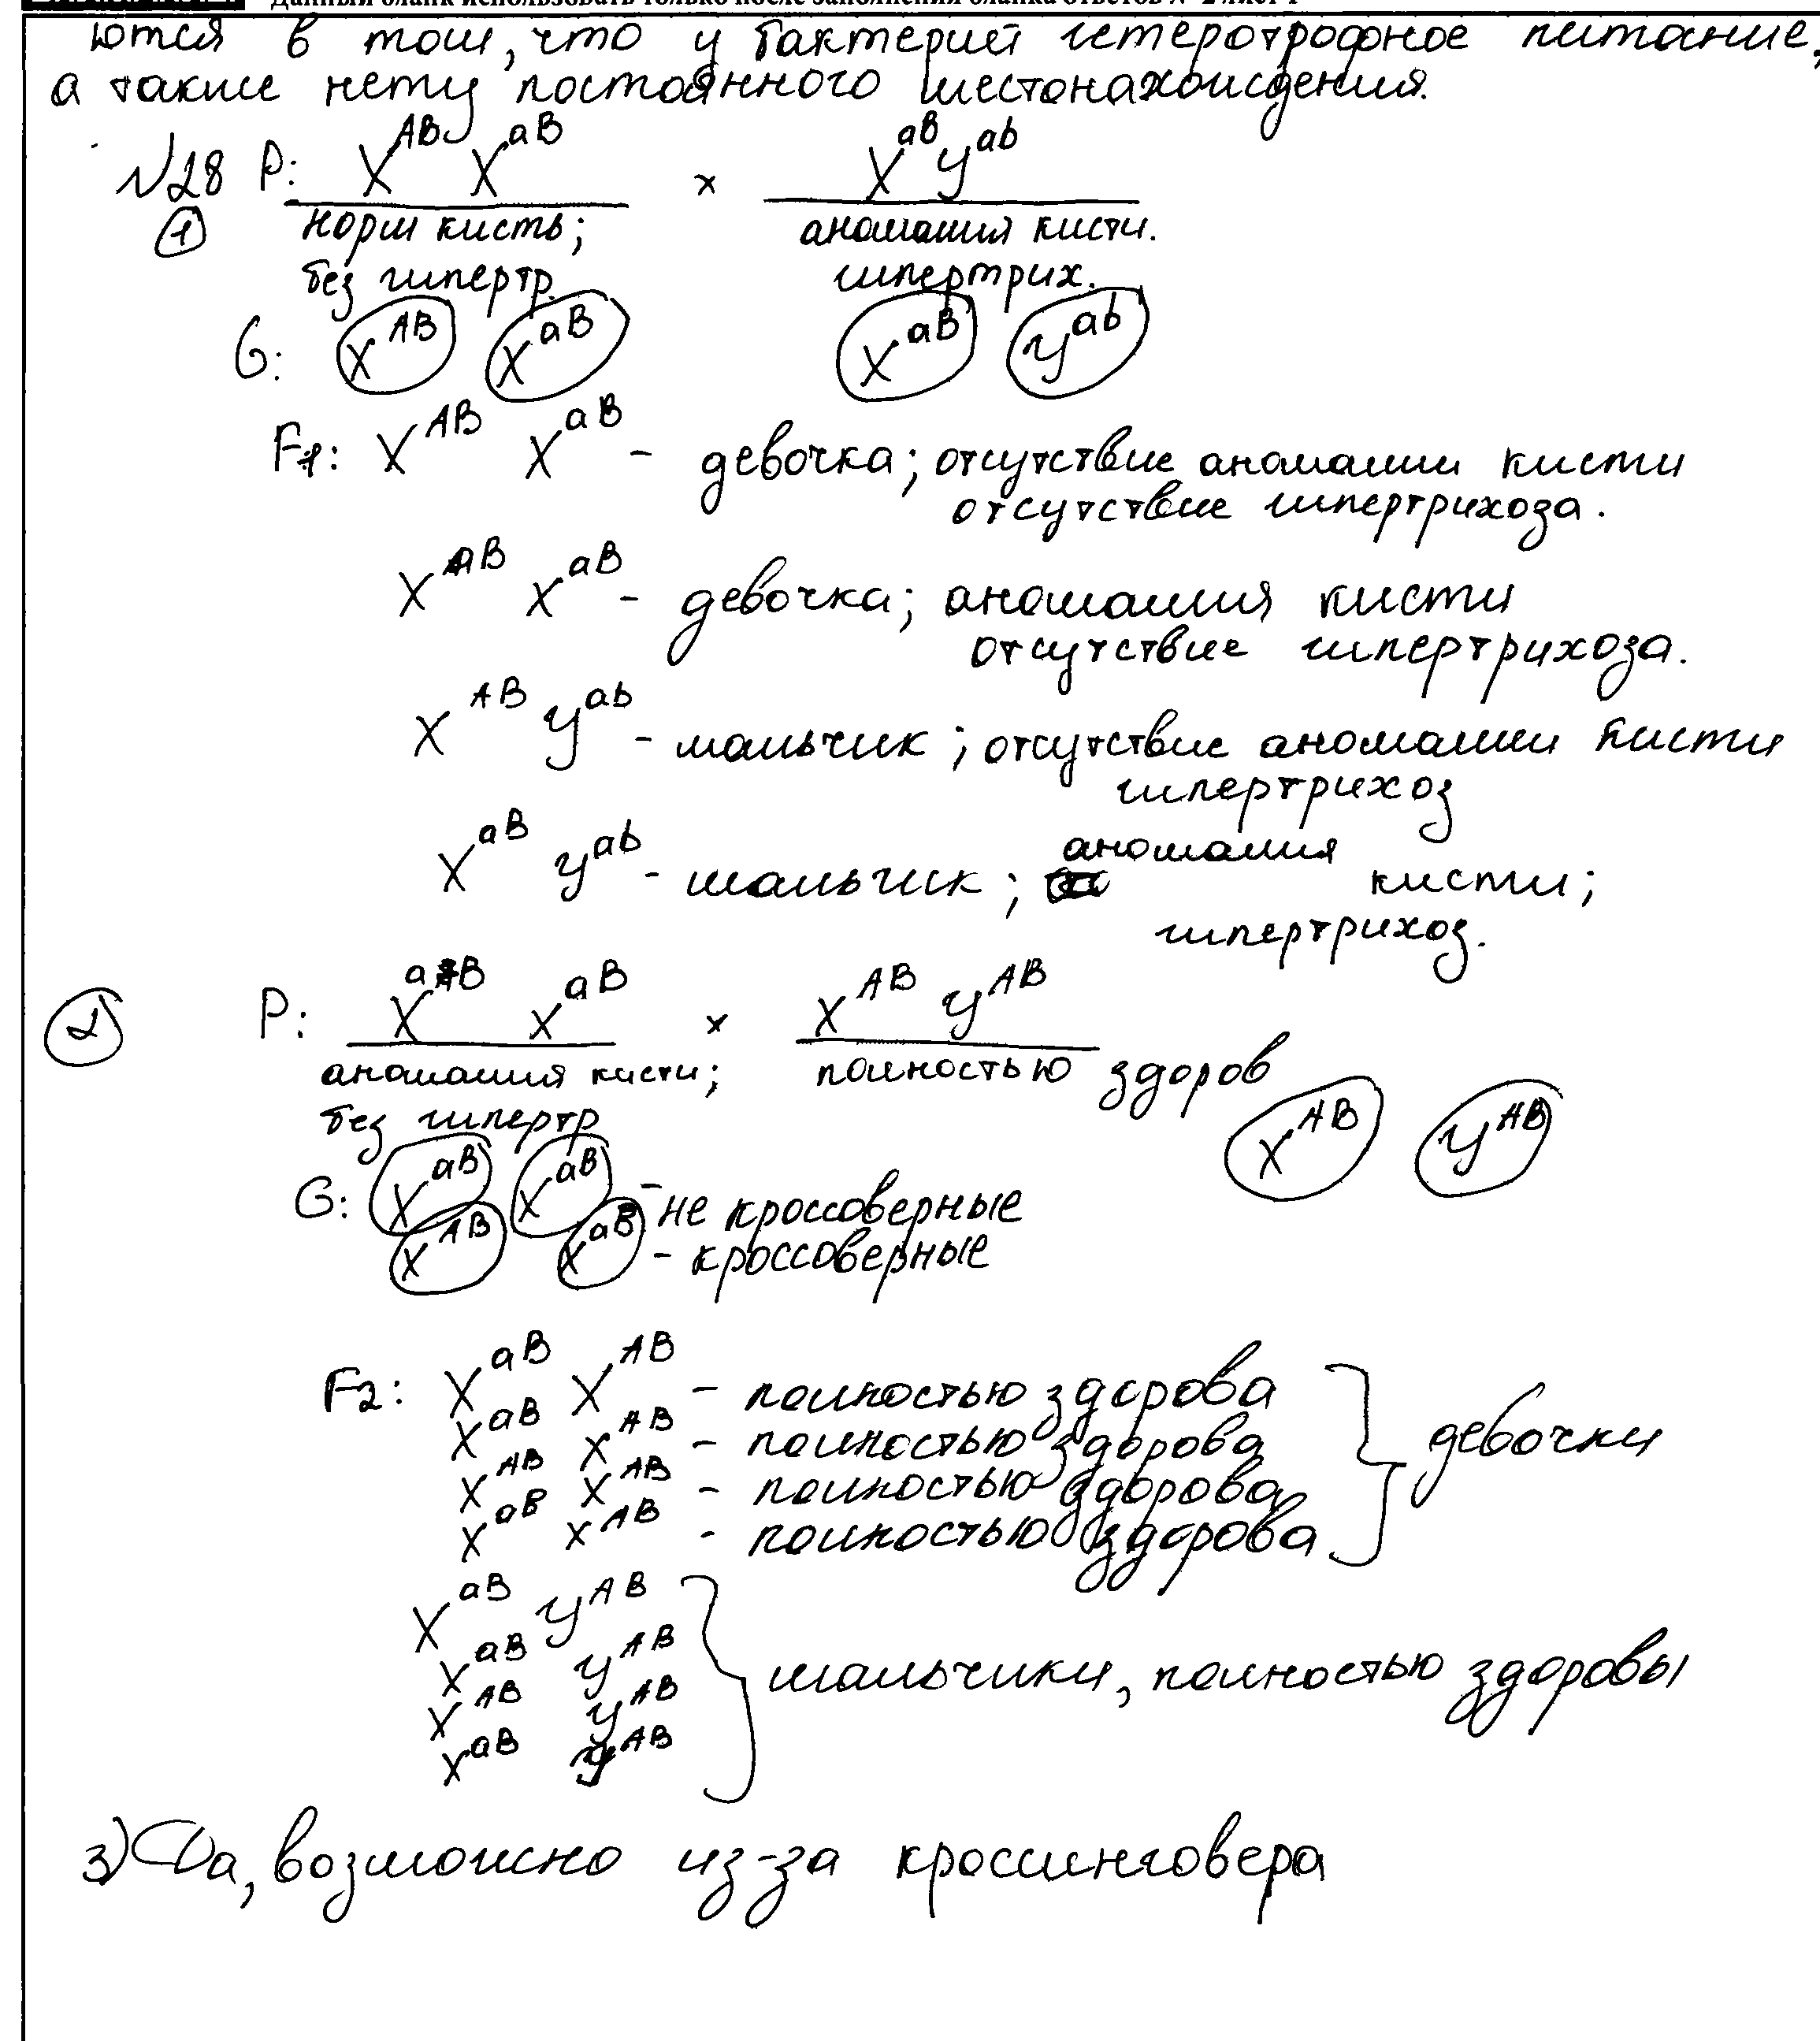 Данный бланк использовать только после заполнения бланка ответов № 2 лист 1
ются в том, что у бактерий гетеротрофное питание,
а также нету постоянного местонахождения.
№28 P: X^AB X^aB × X^aB У^ab
① норм кисть; аномалия кисти.
без гипертр. гипертрих.
G: X^AB X^aB X^aB У^ab
F1: X^AB X^aB - девочка; отсутствие аномалии кисти
отсутствие гипертрихоза.
X^aB X^aB - девочка; аномалия кисти
отсутствие гипертрихоза.
X^AB У^ab - мальчик; отсутствие аномалии кисти
гипертрихоз
X^aB У^ab - мальчик; аномалия кисти;
гипертрихоз.
② P: X^aB X^aB × X^AB У^AB
аномалия кисти; полностью здоров
без гипертр
G: X^aB X^aB - не кроссоверные X^AB У^AB
X^AB X^aB - кроссоверные
F2: X^aB X^AB - полностью здорова
X^aB X^AB - полностью здорова
X^AB X^AB - полностью здорова
X^aB X^AB - полностью здорова
девочки
X^aB У^AB
X^aB У^AB
X^AB У^AB
X^aB У^AB
мальчики, полностью здоровы
3) Да, возможно из-за кроссинговера